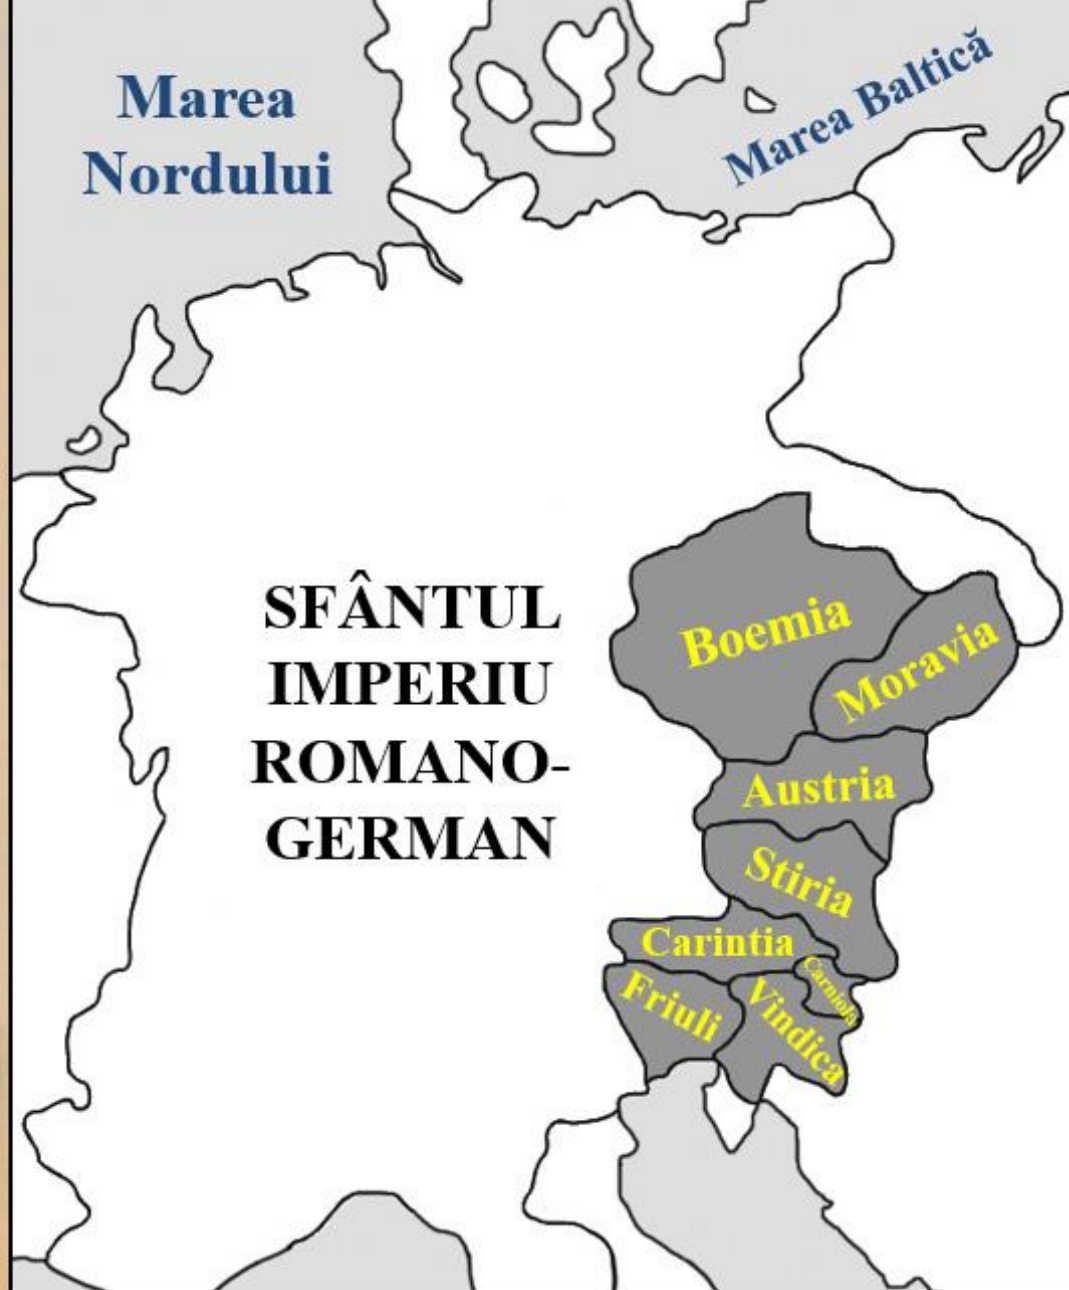 Marea
Nordului
Marea Baltică
SFÂNTUL
IMPERIU
ROMANO-
GERMAN
Boemia
Moravia
Austria
Stiria
Carintia
Carniola
Friuli
Vindica